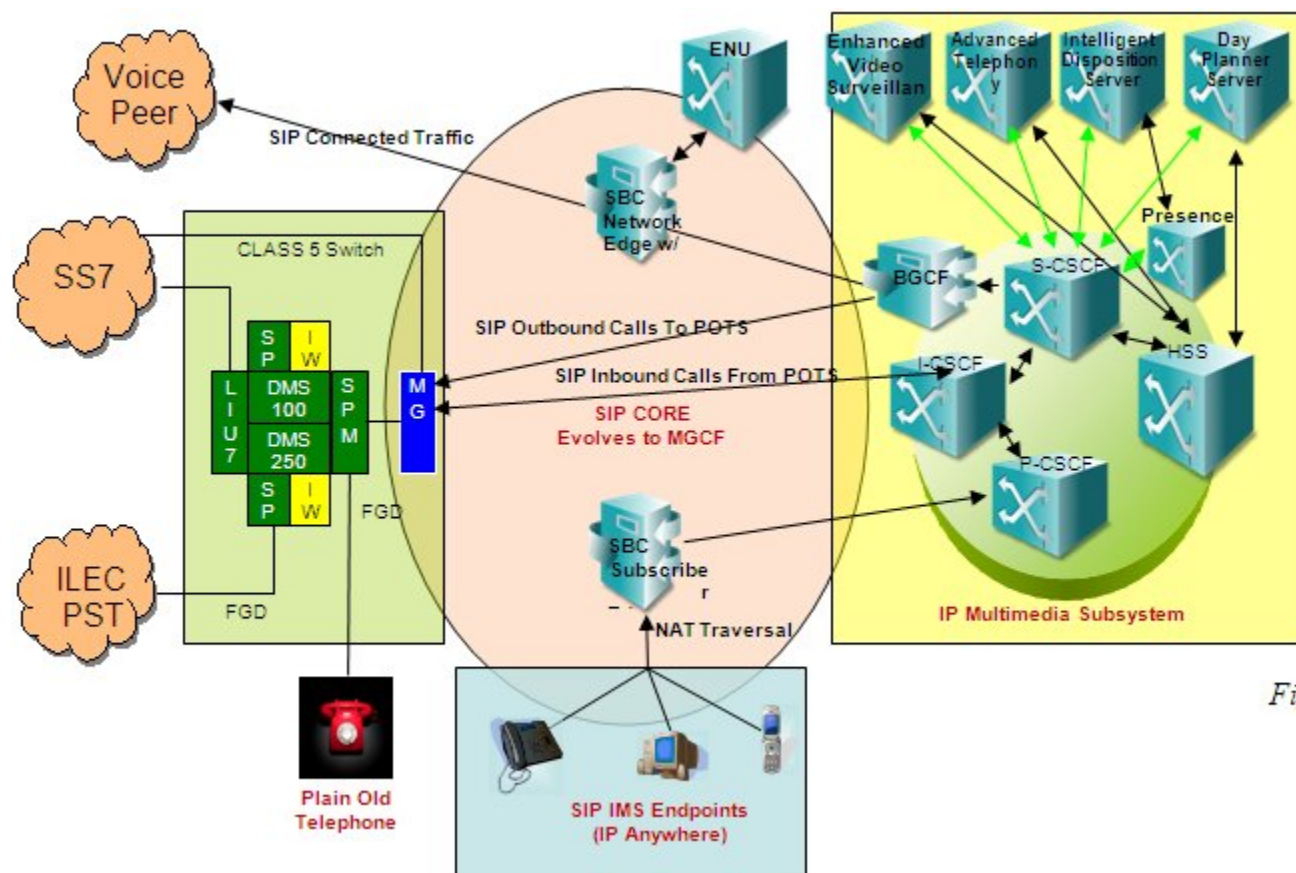 Voice
Peer
SIP Connected Traffic
ENU
SBC
Network
Edge w/
Enhanced
Video
Surveillan
Advanced
Telephon
y
Intelligent
Disposition
Server
Day
Planner
Server
Presence
SS7
CLASS 5 Switch
BGCF
S-CSCF
SIP Outbound Calls To POTS
SIP Inbound Calls From POTS
I-CSCF
HSS
S
P
I
W
L
I
U
7
DMS
100
DMS
250
S
P
M
M
G
SIP CORE
Evolves to MGCF
P-CSCF
S
P
I
W
FGD
SBC
Subscribe
r
ILEC
PST
FGD
NAT Traversal
IP Multimedia Subsystem
Fi
Plain Old
Telephone
SIP IMS Endpoints
(IP Anywhere)